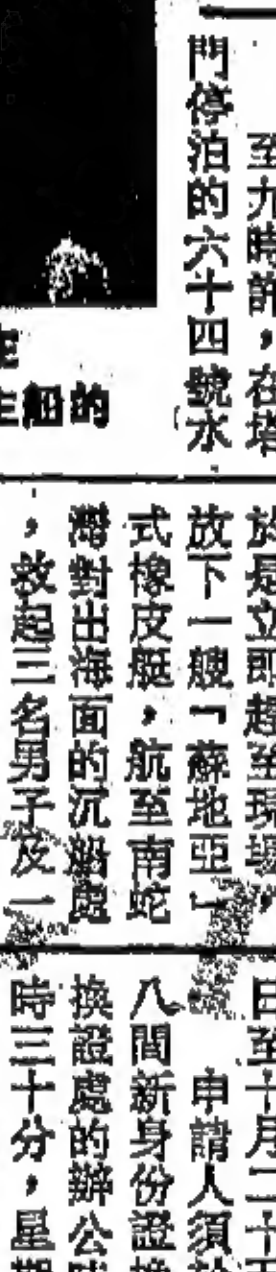 至九時許，在塔
門停泊的六十四號水
生船的
於是立即趕至現場，
放下一艘「蘇地亞」
式橡皮艇，航至南蛇
灣對出海面的沉船處
，救起三名男子及一
日至十月二十
申請人須於
八間新身份證換
換證處的辦公時
時三十分，星期